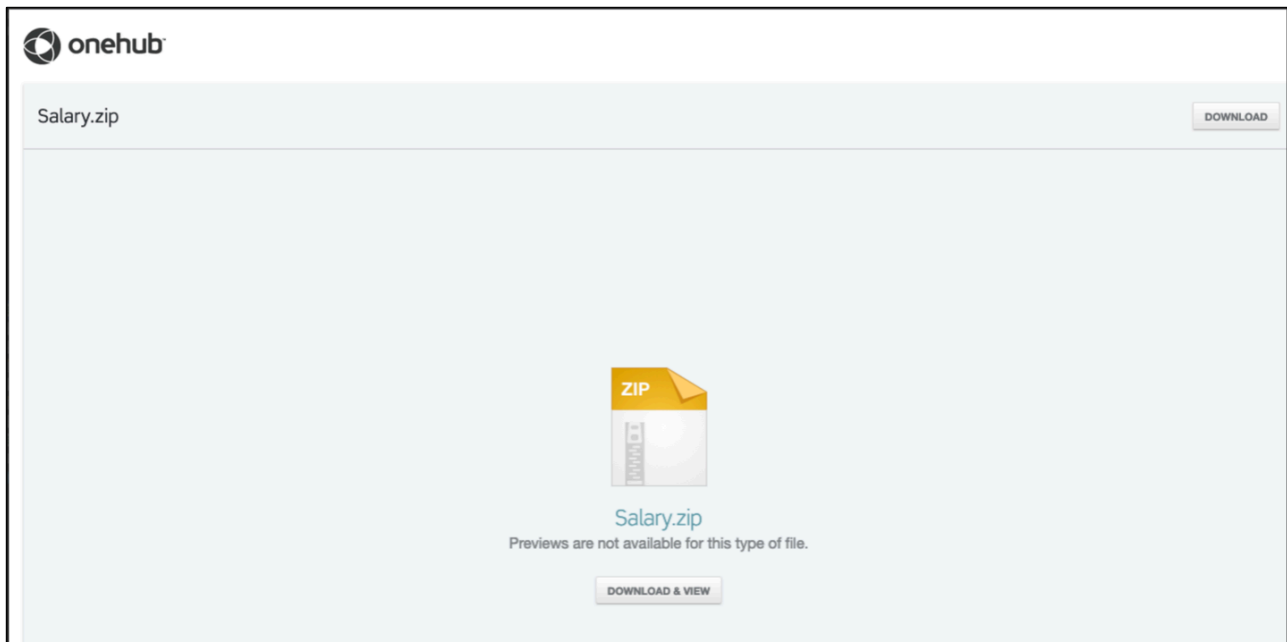 onehub
Salary.zip
DOWNLOAD
ZIP
Salary.zip
Previews are not available for this type of file.
DOWNLOAD & VIEW